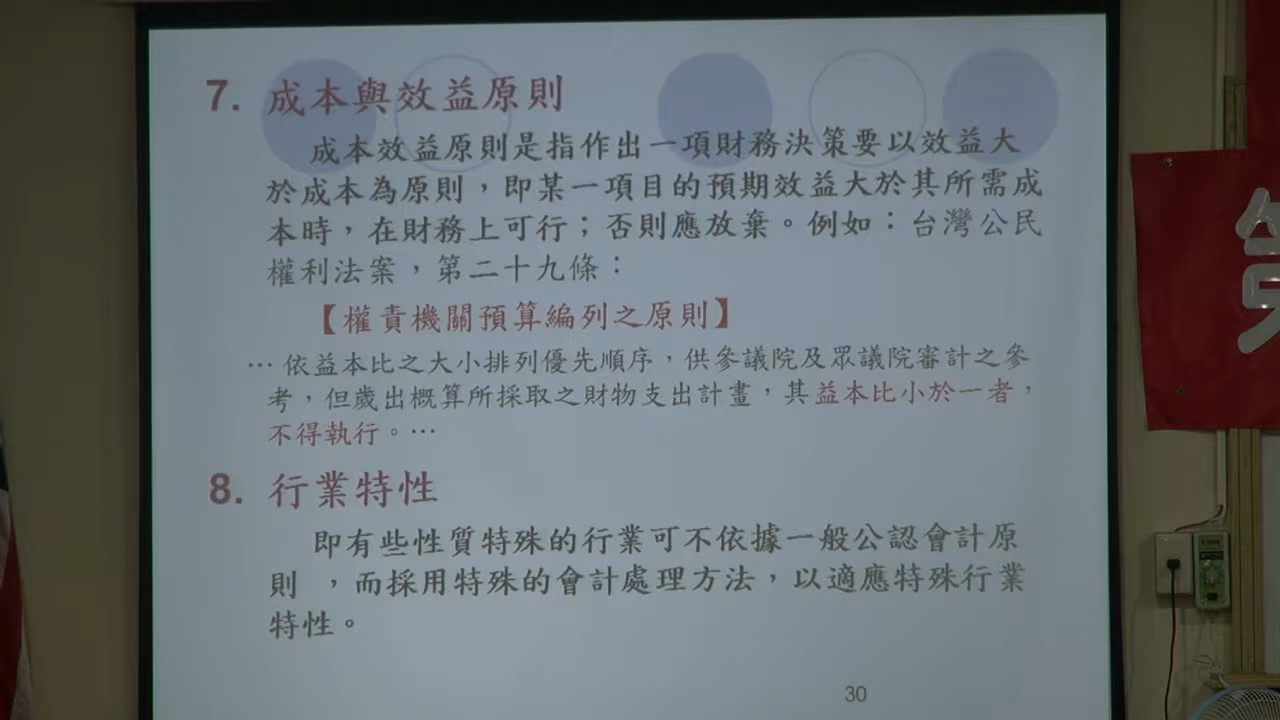 7. 成本與效益原則
成本效益原則是指作出一項財務決策要以效益大
於成本為原則，即某一項目的預期效益大於其所需成
本時，在財務上可行；否則應放棄。例如：台灣公民
權利法案，第二十九條：
【權責機關預算編列之原則】
…依益本比之大小排列優先順序，供參議院及眾議院審計之參
考，但歲出概算所採取之財物支出計畫，其益本比小於一者，
不得執行。…
8. 行業特性
即有些性質特殊的行業可不依據一般公認會計原
則 ，而採用特殊的會計處理方法，以適應特殊行業
特性。
30